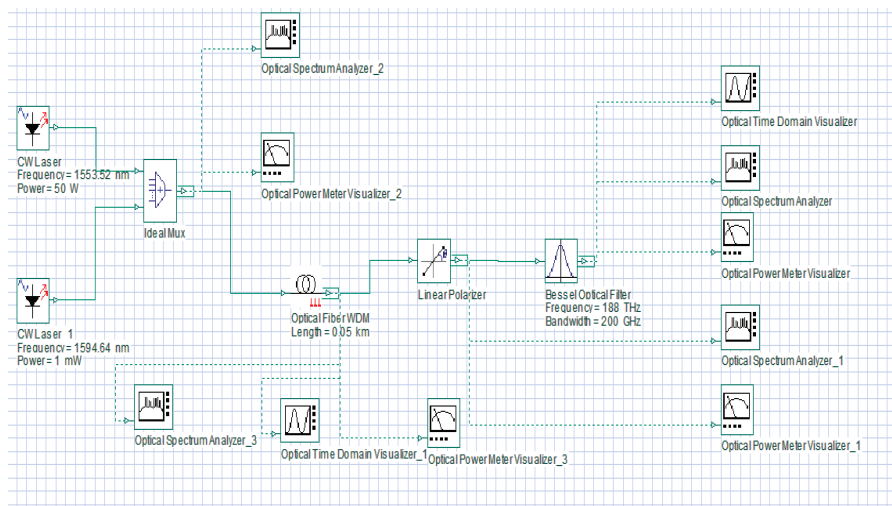 Optical Spectrum Analyzer_2
CW Laser
Frequency = 1553.52 nm
Power = 50 W
Optical Power Meter Visualizer_2
Ideal Mux
Optical Time Domain Visualizer
Optical Spectrum Analyzer
Optical Power Meter Visualizer
Linear Polarizer
Bessel Optical Filter
Frequency = 188 THz
Bandwidth = 200 GHz
Optical Fiber WDM
Length = 0.05 km
CW Laser 1
Frequency = 1594.64 nm
Power = 1 mW
Optical Spectrum Analyzer_1
Optical Spectrum Analyzer_3
Optical Time Domain Visualizer_1
Optical Power Meter Visualizer_3
Optical Power Meter Visualizer_1